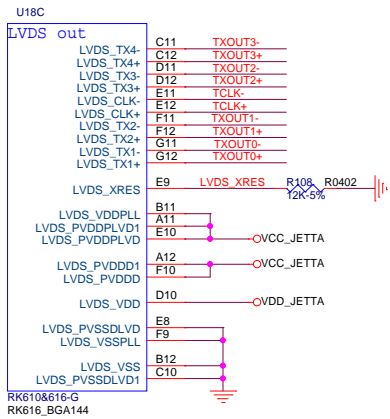 U18C
LVDS out
LVDS_TX4- C11 TXOUT3-
LVDS_TX4+ C12 TXOUT3+
LVDS_TX3- D11 TXOUT2-
LVDS_TX3+ D12 TXOUT2+
LVDS_CLK- E11 TCLK-
LVDS_CLK+ E12 TCLK+
LVDS_TX2- F11 TXOUT1-
LVDS_TX2+ F12 TXOUT1+
LVDS_TX1- G11 TXOUT0-
LVDS_TX1+ G12 TXOUT0+
LVDS_XRES E9 LVDS_XRES R108 R0402
12K-5%
LVDS_VDDPLL B11
LVDS_PVDDPLVD1 A11
LVDS_PVDDPLVD E10 VCC_JETTA
LVDS_PVDDD1 A12 VCC_JETTA
LVDS_PVDDD F10
LVDS_VDD D10 VDD_JETTA
LVDS_PVSSDLVD E8
LVDS_VSSPLL F9
LVDS_VSS B12
LVDS_PVSSDLVD1 C10
RK610&616-G
RK616_BGA144